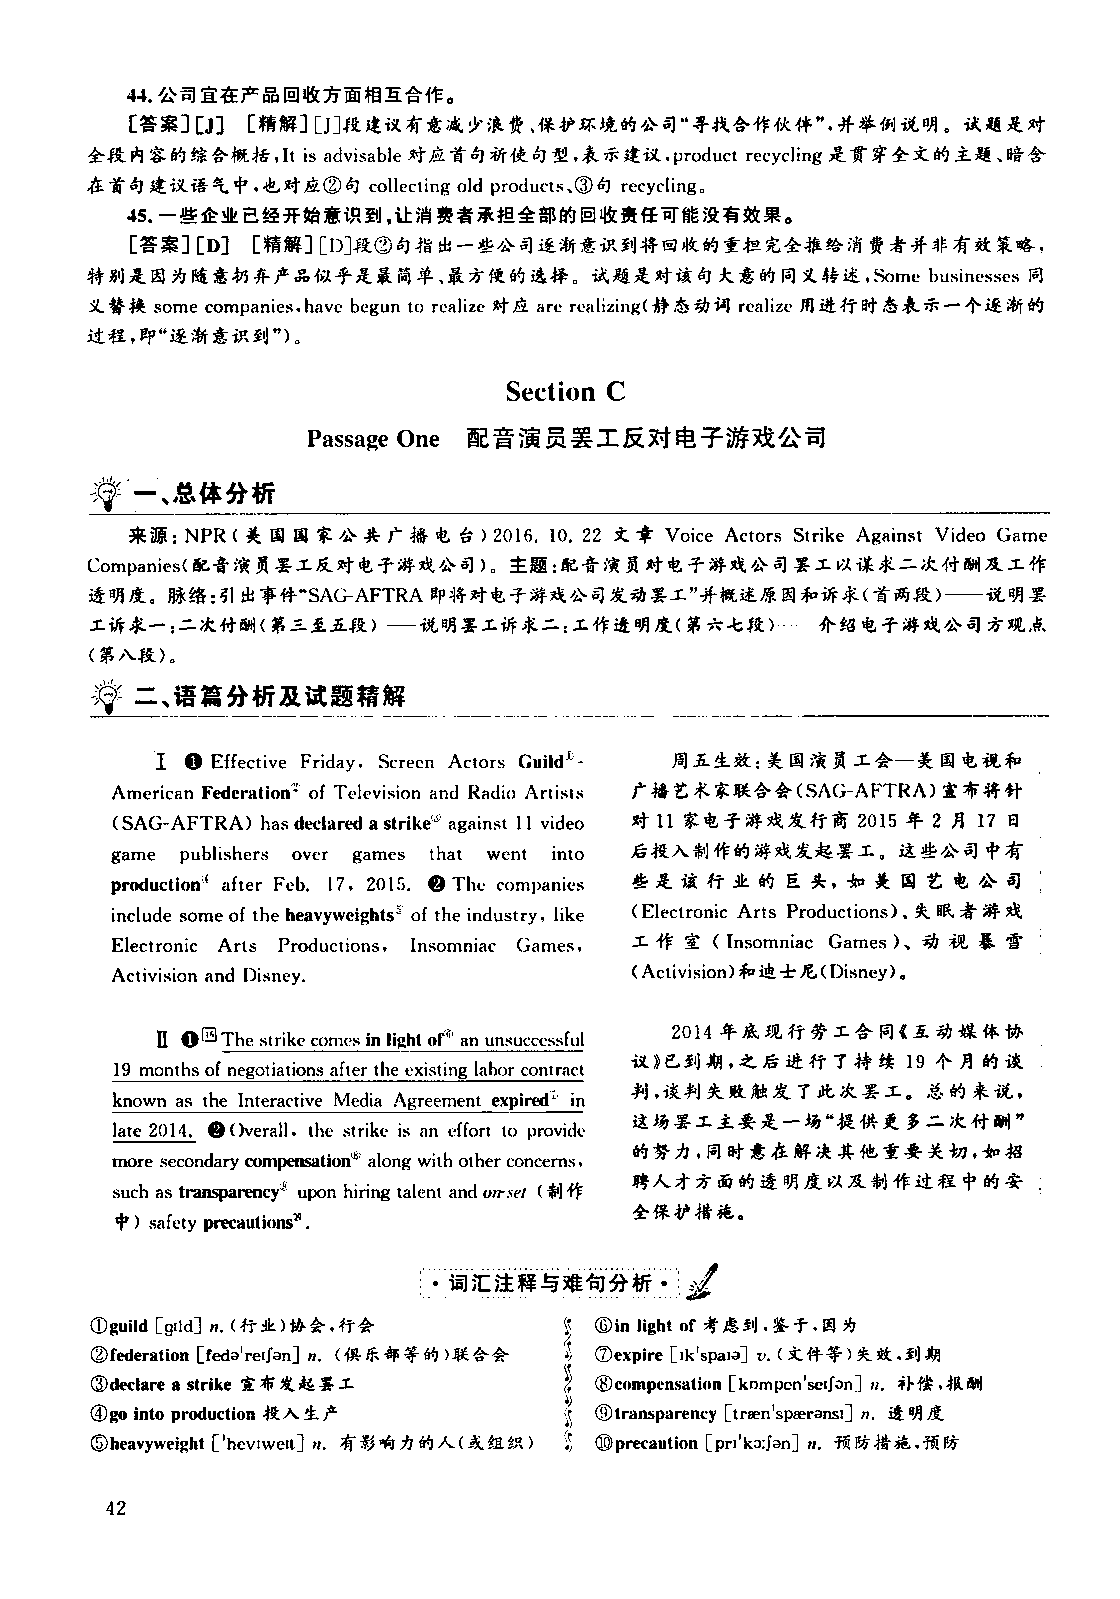 44. 公司宜在产品回收方面相互合作。
[答案][J] [精解][J]段建议有意减少浪费、保护环境的公司“寻找合作伙伴”,并举例说明。试题是对
全段内容的综合概括,It is advisable 对应首句祈使句型,表示建议,product recycling 是贯穿全文的主题、暗含
在首句建议语气中,也对应②句 collecting old products、③句 recycling。
45. 一些企业已经开始意识到,让消费者承担全部的回收责任可能没有效果。
[答案][D] [精解][D]段②句指出一些公司逐渐意识到将回收的重担完全推给消费者并非有效策略,
特别是因为随意扔弃产品似乎是最简单、最方便的选择。试题是对该句大意的同义转述,Some businesses 同
义替换 some companies,have begun to realize 对应 are realizing(静态动词 realize 用进行时态表示一个逐渐的
过程,即“逐渐意识到”)。
Section C
Passage One 配音演员罢工反对电子游戏公司
一、总体分析
来源:NPR(美国国家公共广播电台)2016. 10. 22 文章 Voice Actors Strike Against Video Game
Companies(配音演员罢工反对电子游戏公司)。主题:配音演员对电子游戏公司罢工以谋求二次付酬及工作
透明度。脉络:引出事件“SAG-AFTRA 即将对电子游戏公司发动罢工”并概述原因和诉求(首两段)——说明罢
工诉求一:二次付酬(第三至五段)——说明罢工诉求二:工作透明度(第六七段)—— 介绍电子游戏公司方观点
(第八段)。
二、语篇分析及试题精解
Ⅰ ❶ Effective Friday, Screen Actors Guild①-
American Federation② of Television and Radio Artists
(SAG-AFTRA) has declared a strike③ against 11 video
game publishers over games that went into
production④ after Feb. 17, 2015. ❷ The companies
include some of the heavyweights⑤ of the industry, like
Electronic Arts Productions, Insomniac Games,
Activision and Disney.
周五生效:美国演员工会—美国电视和
广播艺术家联合会(SAG-AFTRA)宣布将针
对 11 家电子游戏发行商 2015 年 2 月 17 日
后投入制作的游戏发起罢工。这些公司中有
些是该行业的巨头,如美国艺电公司
(Electronic Arts Productions)、失眠者游戏
工作室(Insomniac Games)、动视暴雪
(Activision)和迪士尼(Disney)。
Ⅱ ❶ The strike comes in light of⑥ an unsuccessful
19 months of negotiations after the existing labor contract
known as the Interactive Media Agreement expired⑦ in
late 2014. ❷ Overall, the strike is an effort to provide
more secondary compensation⑧ along with other concerns,
such as transparency⑨ upon hiring talent and on-set (制作
中) safety precautions⑩.
2014 年底现行劳工合同《互动媒体协
议》已到期,之后进行了持续 19 个月的谈
判,谈判失败触发了此次罢工。总的来说,
这场罢工主要是一场“提供更多二次付酬”
的努力,同时意在解决其他重要关切,如招
聘人才方面的透明度以及制作过程中的安
全保护措施。
·词汇注释与难句分析·
①guild [gɪld] n. (行业)协会,行会
②federation [fedə'reɪʃən] n. (俱乐部等的)联合会
③declare a strike 宣布发起罢工
④go into production 投入生产
⑤heavyweight ['hevɪweɪt] n. 有影响力的人(或组织)
⑥in light of 考虑到,鉴于,因为
⑦expire [ɪk'spaɪə] v. (文件等)失效,到期
⑧compensation [kɒmpen'seɪʃən] n. 补偿,报酬
⑨transparency [træn'spærənsɪ] n. 透明度
⑩precaution [prɪ'kɔːʃən] n. 预防措施,预防
42